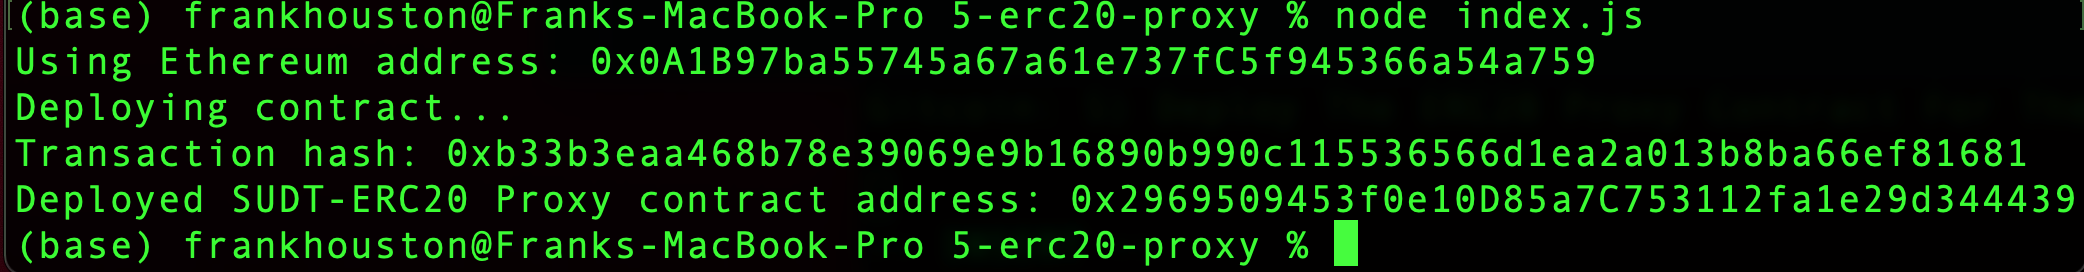 (base) frankhouston@Franks-MacBook-Pro 5-erc20-proxy % node index.js
Using Ethereum address: 0x0A1B97ba55745a67a61e737fC5f945366a54a759
Deploying contract...
Transaction hash: 0xb33b3eaa468b78e39069e9b16890b990c115536566d1ea2a013b8ba66ef81681
Deployed SUDT-ERC20 Proxy contract address: 0x2969509453f0e10D85a7C753112fa1e29d344439
(base) frankhouston@Franks-MacBook-Pro 5-erc20-proxy %